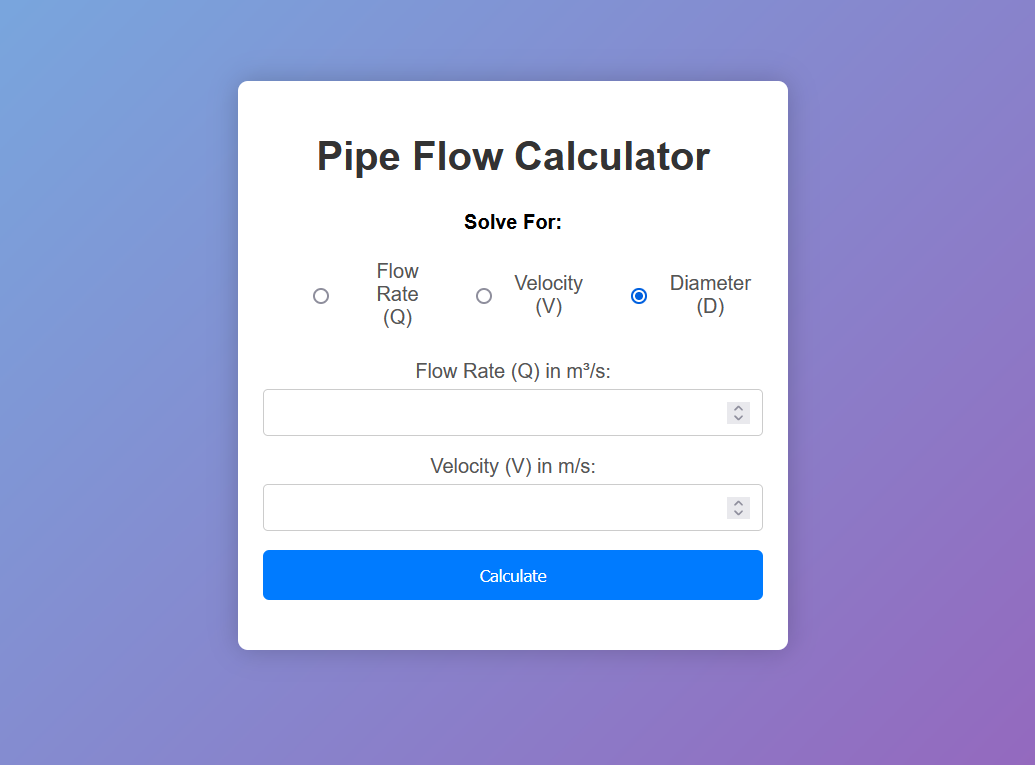 Pipe Flow Calculator
Solve For:
Flow
Rate
(Q)
Velocity
(V)
Diameter
(D)
Flow Rate (Q) in m³/s:
Velocity (V) in m/s:
Calculate